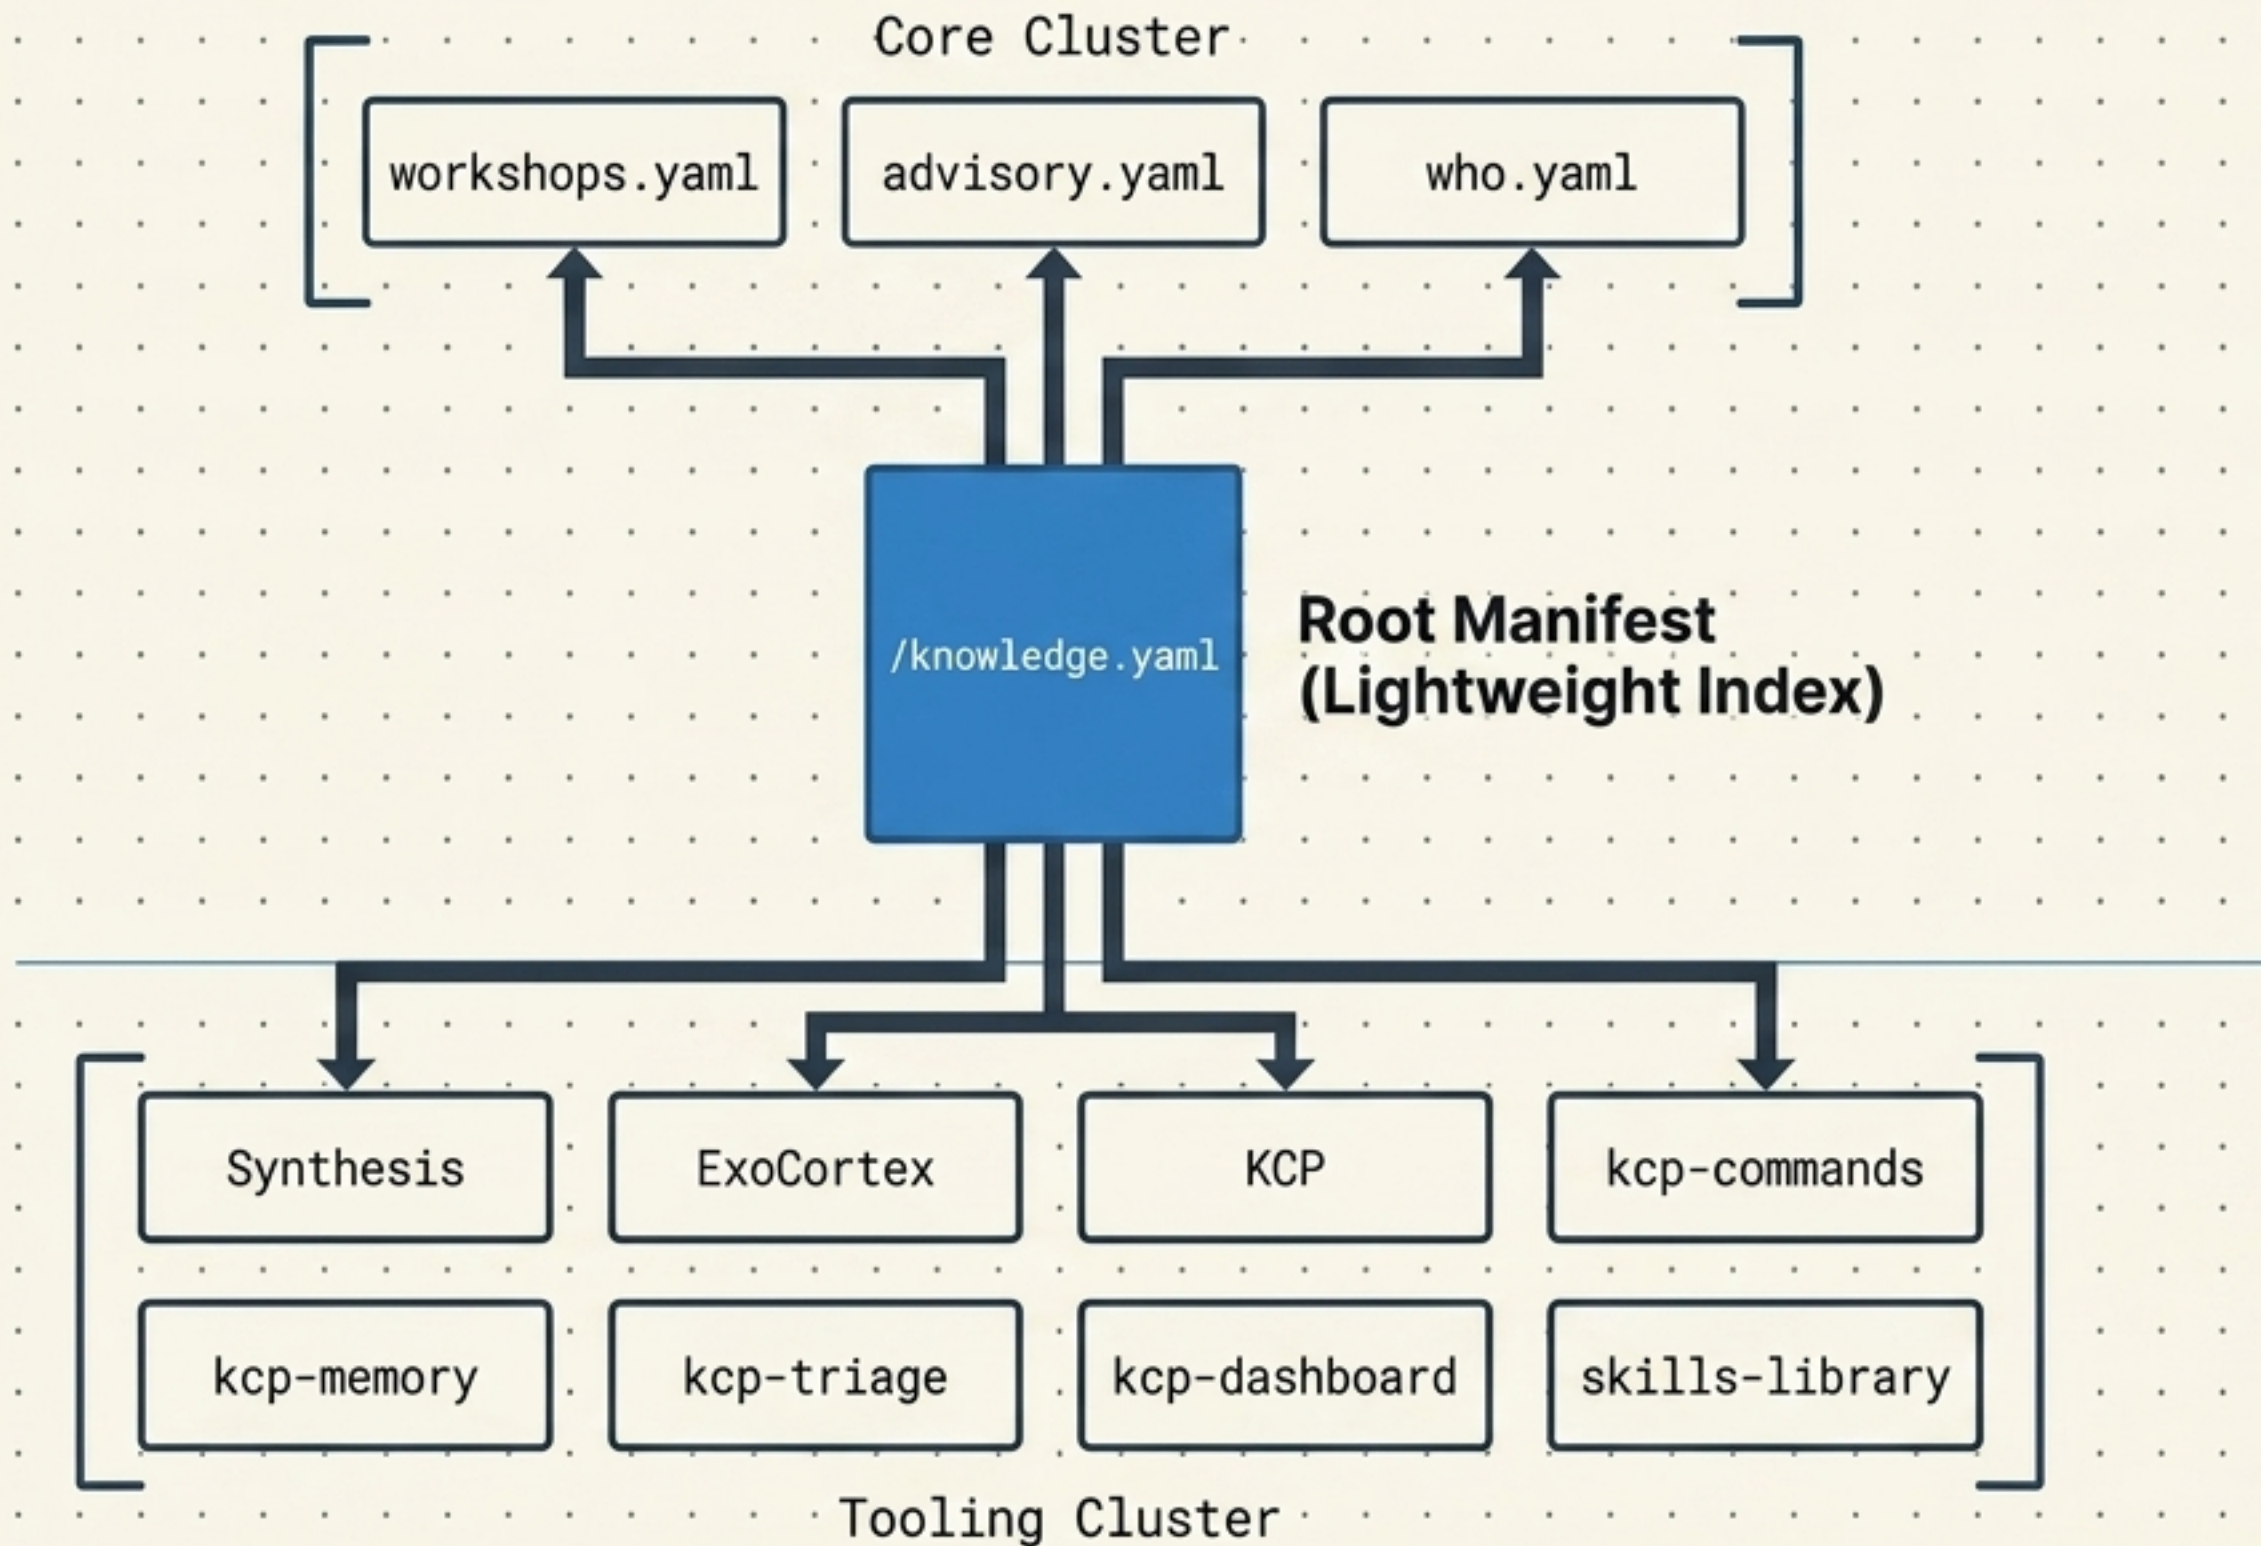 Core Cluster
workshops.yaml
advisory.yaml
who.yaml
/knowledge.yaml
Root Manifest
(Lightweight Index)
Synthesis
ExoCortex
KCP
kcp-commands
kcp-memory
kcp-triage
kcp-dashboard
skills-library
Tooling Cluster